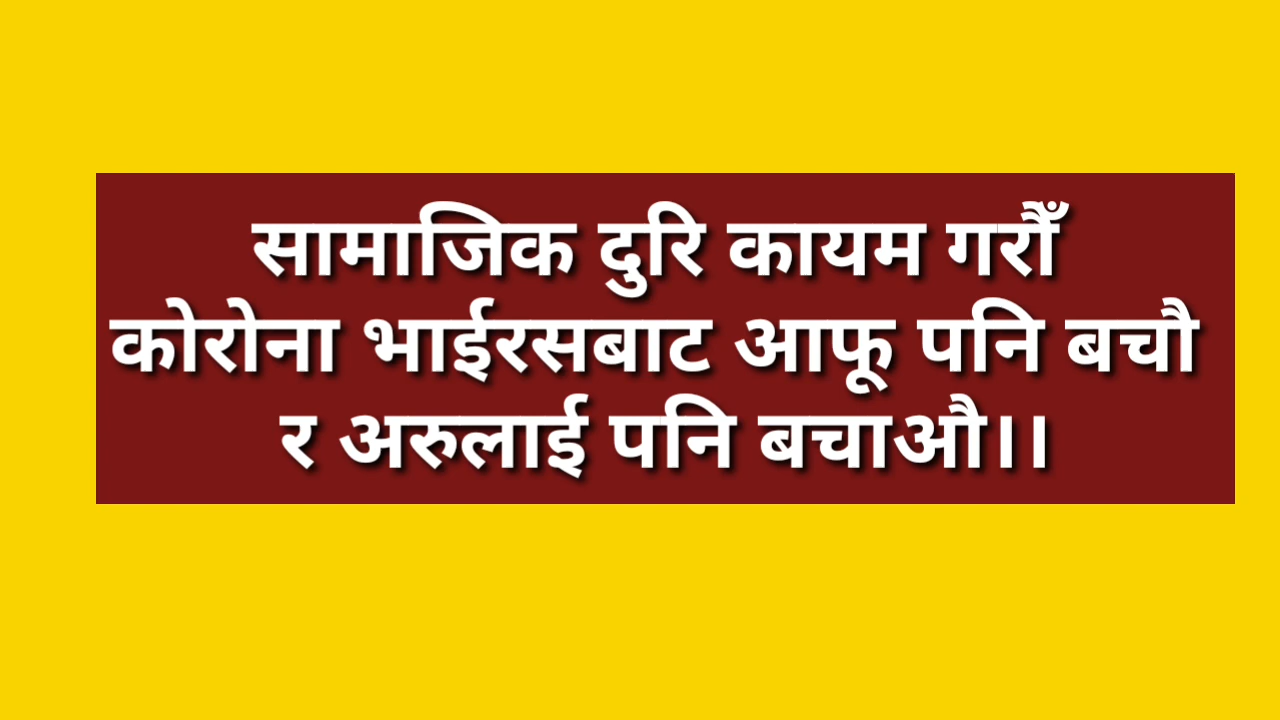 सामाजिक दुरि कायम गरौँ
कोरोना भाईरसबाट आफू पनि बचौ
र अरुलाई पनि बचाऔ।।